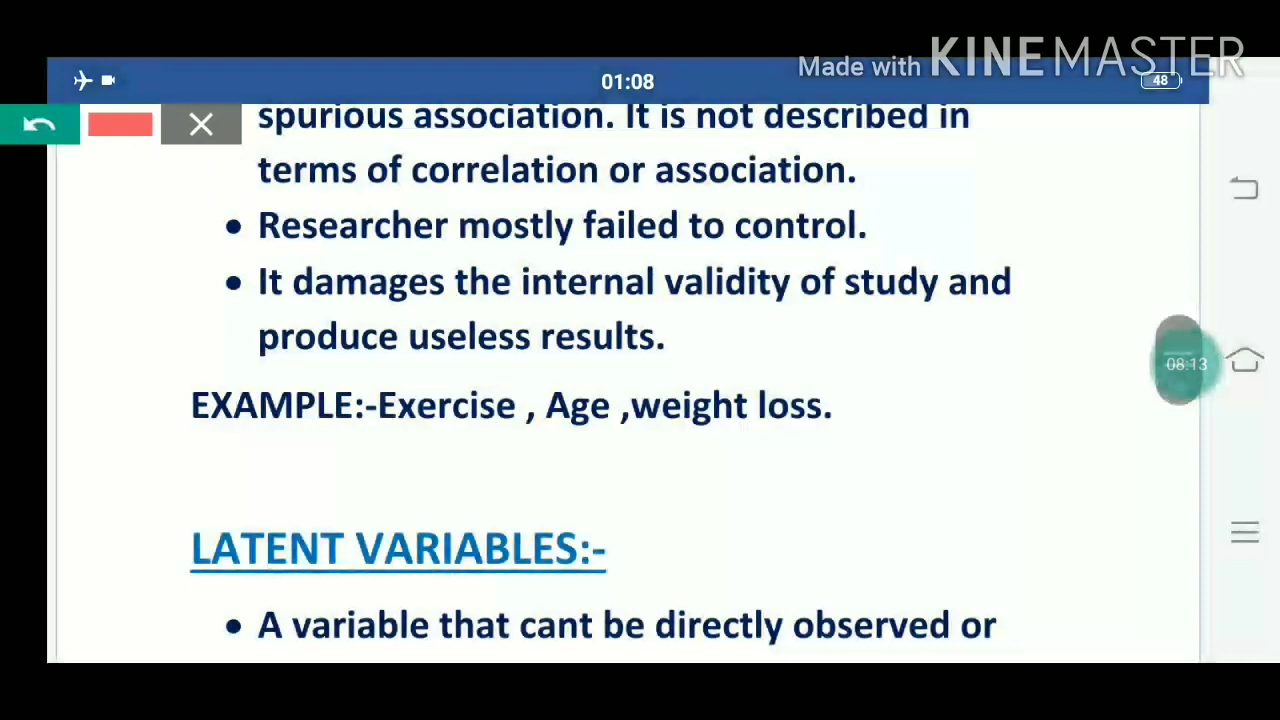 Made with KINEMASTER
01:08
48
spurious association. It is not described in
terms of correlation or association.
• Researcher mostly failed to control.
• It damages the internal validity of study and
produce useless results.
08:13
EXAMPLE:-Exercise , Age ,weight loss.
LATENT VARIABLES:-
• A variable that cant be directly observed or